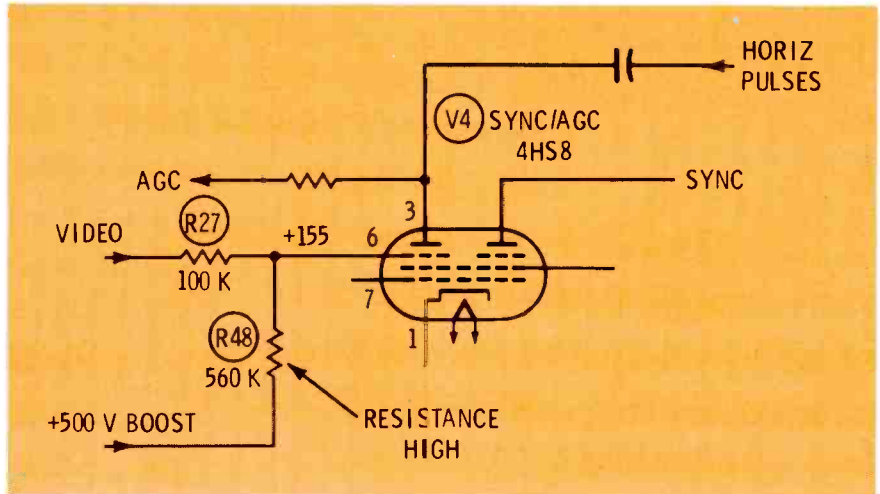 HORIZ
PULSES
V4 SYNC/AGC
4HS8
AGC
SYNC
3
R27
VIDEO
+155
6
100 K
7
R48
1
560 K
RESISTANCE
HIGH
+500 V BOOST